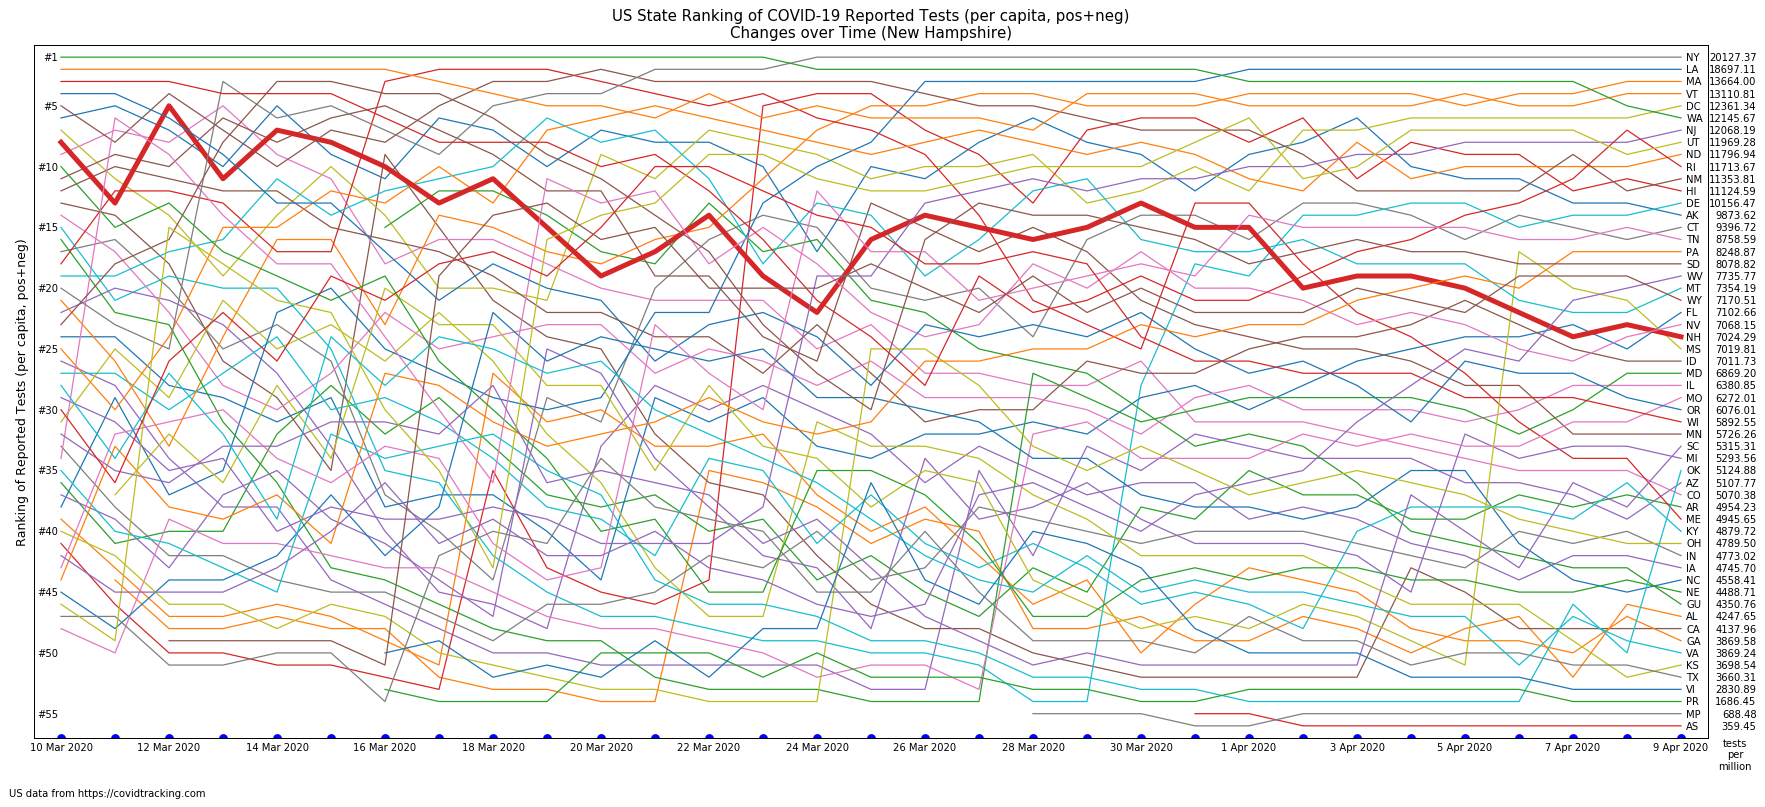 US State Ranking of COVID-19 Reported Tests (per capita, pos+neg)
Changes over Time (New Hampshire)
Ranking of Reported Tests (per capita, pos+neg)
#1
#5
#10
#15
#20
#25
#30
#35
#40
#45
#50
#55
NY 20127.37
LA 18697.11
MA 13664.00
VT 13110.81
DC 12361.34
WA 12145.67
NJ 12068.19
UT 11969.28
ND 11796.94
RI 11713.67
NM 11353.81
HI 11124.59
DE 10156.47
AK 9873.62
CT 9396.72
TN 8758.59
PA 8248.87
SD 8078.82
WV 7735.77
MT 7354.19
WY 7170.51
FL 7102.66
NV 7068.15
NH 7024.29
MS 7019.81
ID 7011.73
MD 6869.20
IL 6380.85
MO 6272.01
OR 6076.01
WI 5892.55
MN 5726.26
SC 5315.31
MI 5293.56
OK 5124.88
AZ 5107.77
CO 5070.38
AR 4954.23
ME 4945.65
KY 4879.72
OH 4789.50
IN 4773.02
IA 4745.70
NC 4558.41
NE 4488.71
GU 4350.76
AL 4247.65
CA 4137.96
GA 3869.58
VA 3869.24
KS 3698.54
TX 3660.31
VI 2830.89
PR 1686.45
MP 688.48
AS 359.45
10 Mar 2020 12 Mar 2020 14 Mar 2020 16 Mar 2020 18 Mar 2020 20 Mar 2020 22 Mar 2020 24 Mar 2020 26 Mar 2020 28 Mar 2020 30 Mar 2020 1 Apr 2020 3 Apr 2020 5 Apr 2020 7 Apr 2020 9 Apr 2020
tests
per
million
US data from https://covidtracking.com